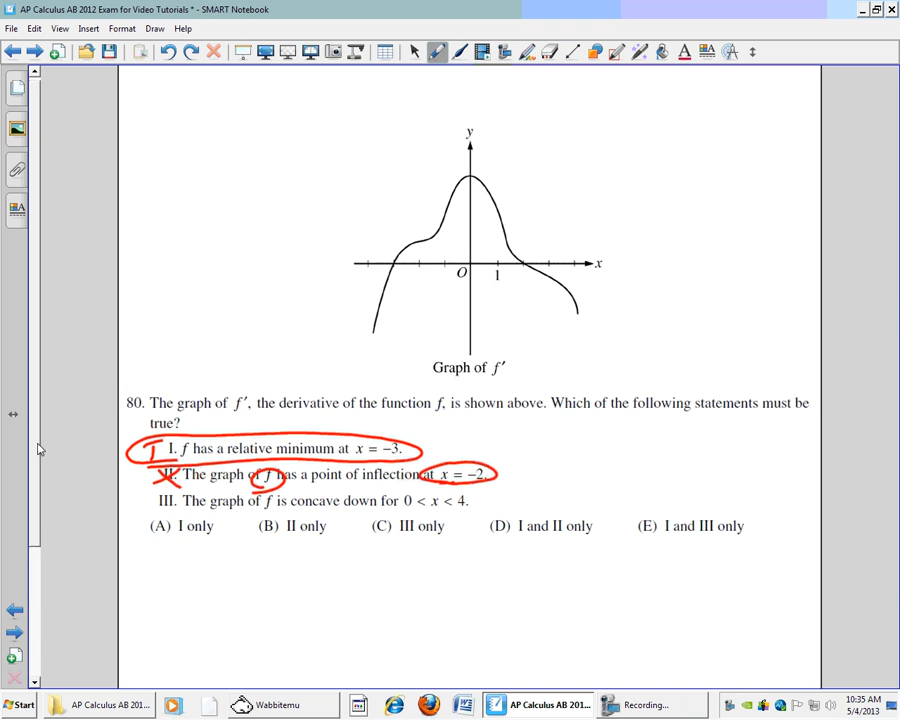 AP Calculus AB 2012 Exam for Video Tutorials * - SMART Notebook
File Edit View Insert Format Draw Help
y
x
O
1
Graph of f′
80. The graph of f′, the derivative of the function f, is shown above. Which of the following statements must be
true?
T I. f has a relative minimum at x = −3.
II. The graph of f has a point of inflection at x = −2.
III. The graph of f is concave down for 0 < x < 4.
(A) I only (B) II only (C) III only (D) I and II only (E) I and III only
Start AP Calculus AB 201... Wabbitemu AP Calculus AB 201... Recording... 10:35 AM
5/4/2013